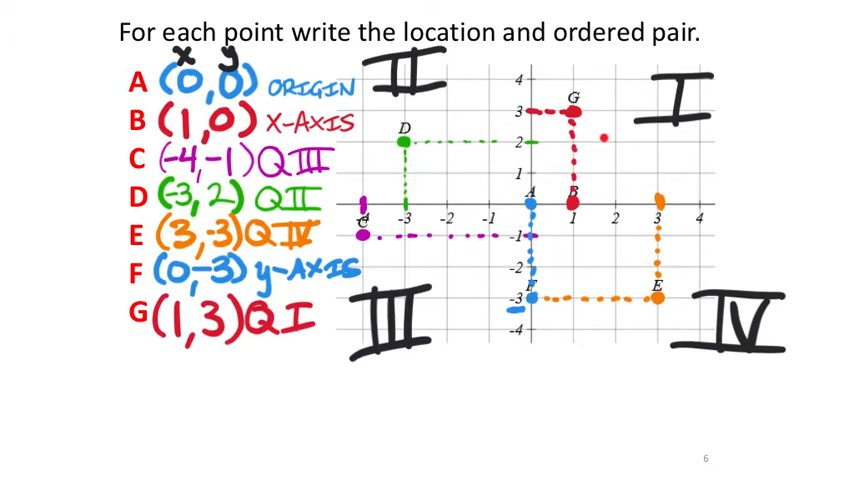 For each point write the location and ordered pair.
x y
II
I
A (0,0) ORIGIN
B (1,0) X-AXIS
C (-4,-1) QIII
D (-3,2) QII
E (3,-3) QIV
F (0,-3) y-AXIS
G (1,3) QI
4
G
3
D
2
1
A
B
-4 -3 -2 -1 1 2 3 4
C
-1
-2
F
E
-3
-4
III
IV
6